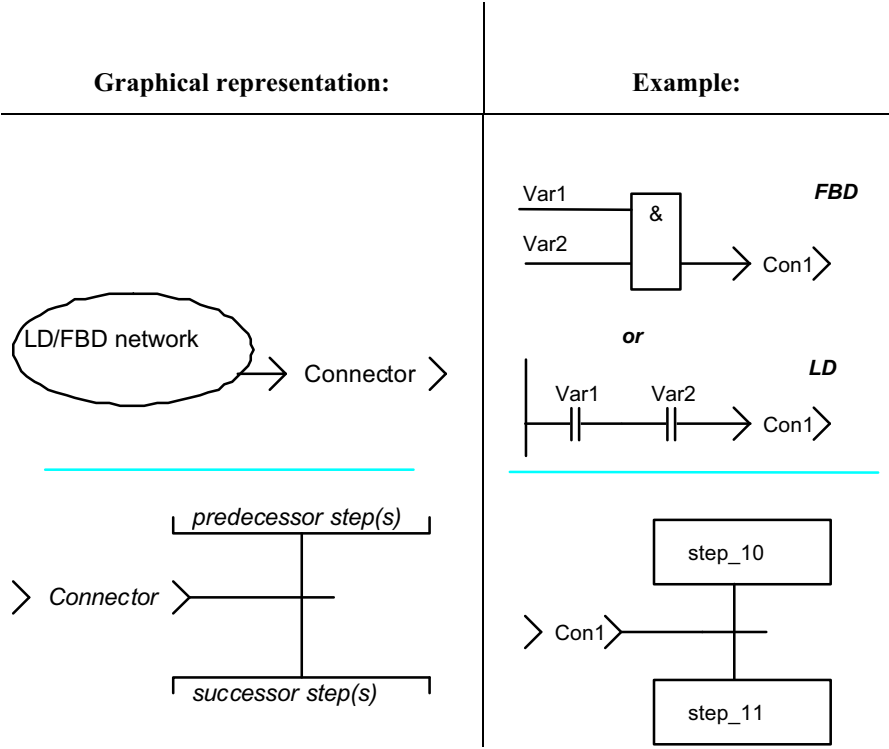 Graphical representation:
Example:
LD/FBD network
Connector
predecessor step(s)
Connector
successor step(s)
Var1
FBD
&
Var2
Con1
or
LD
Var1 Var2
Con1
step_10
Con1
step_11